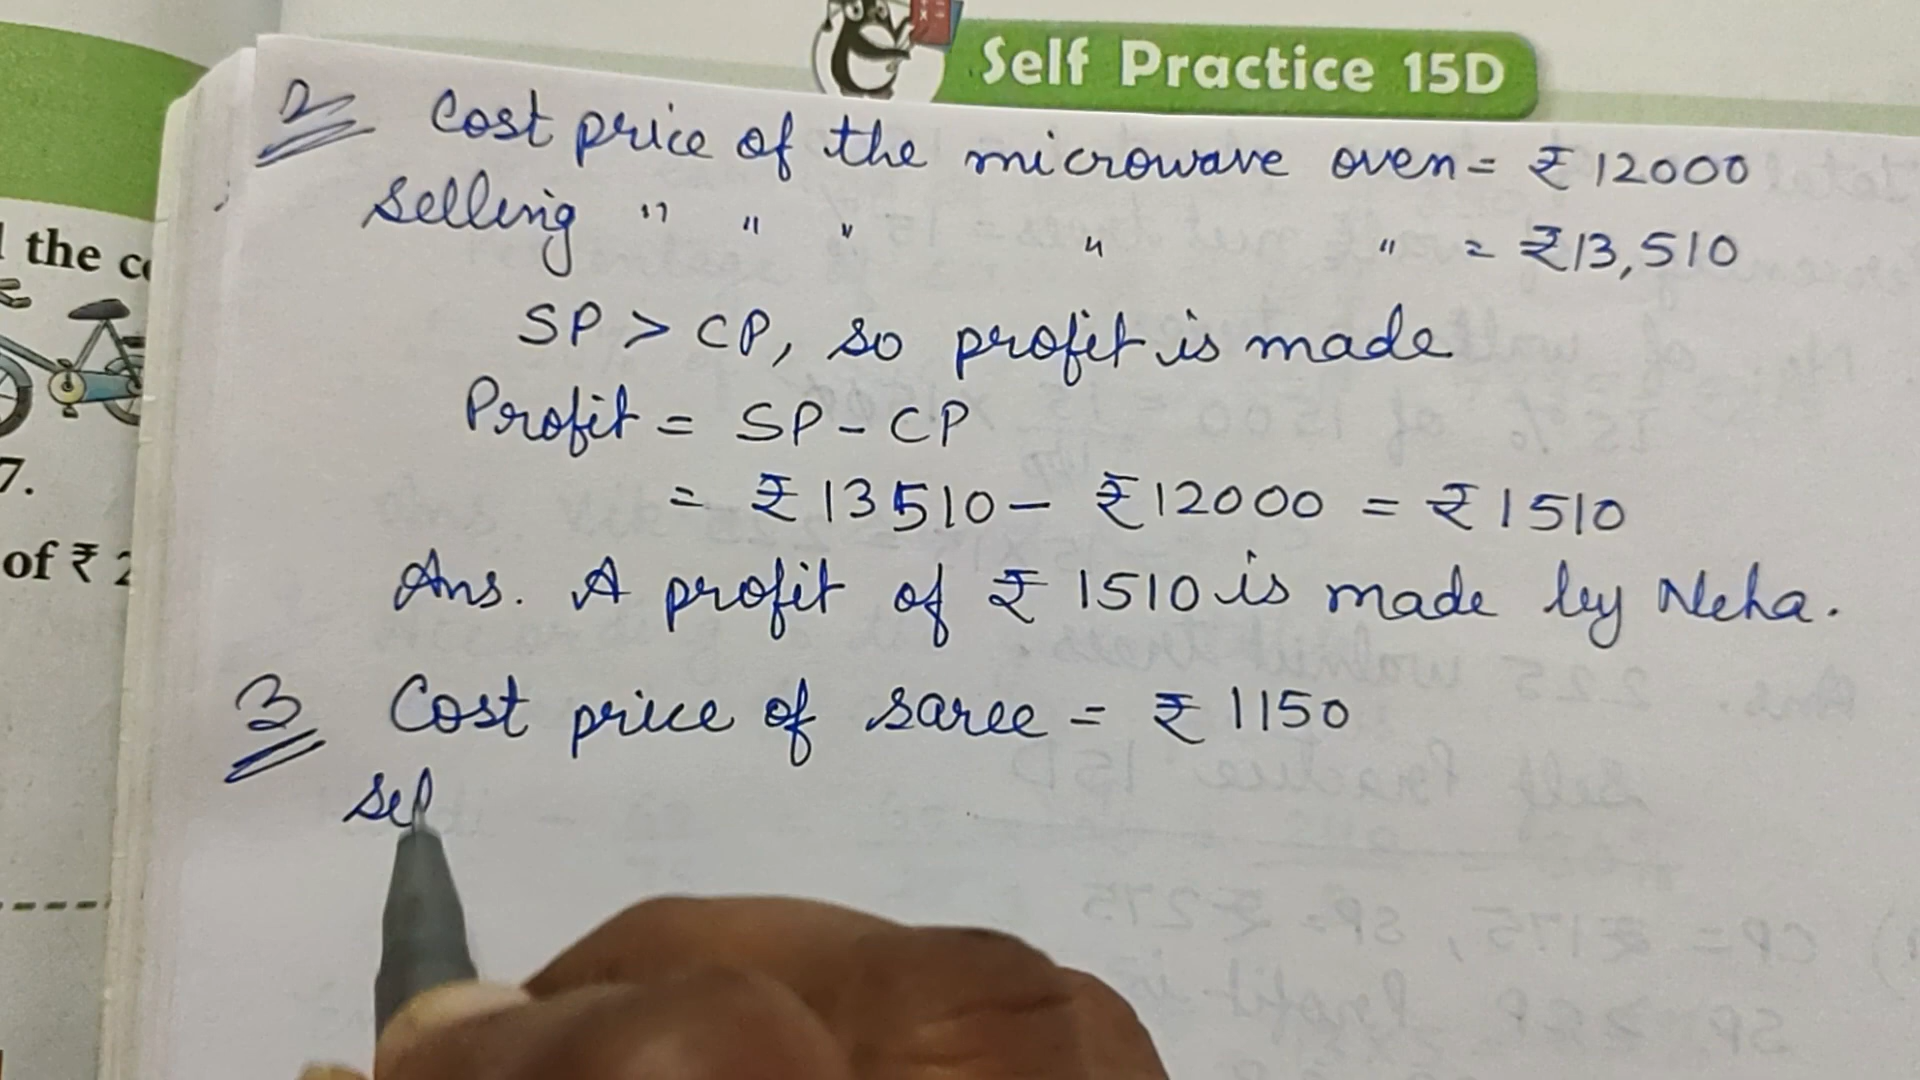 Self Practice 15D
2 Cost price of the microwave oven = ₹ 12000
Selling " " " " " = ₹13,510
SP > CP, so profit is made
Profit = SP - CP
= ₹ 13510 - ₹ 12000 = ₹ 1510
Ans. A profit of ₹ 1510 is made by Neha.
3 Cost price of saree = ₹ 1150
Sel
the
7.
of ₹ 2